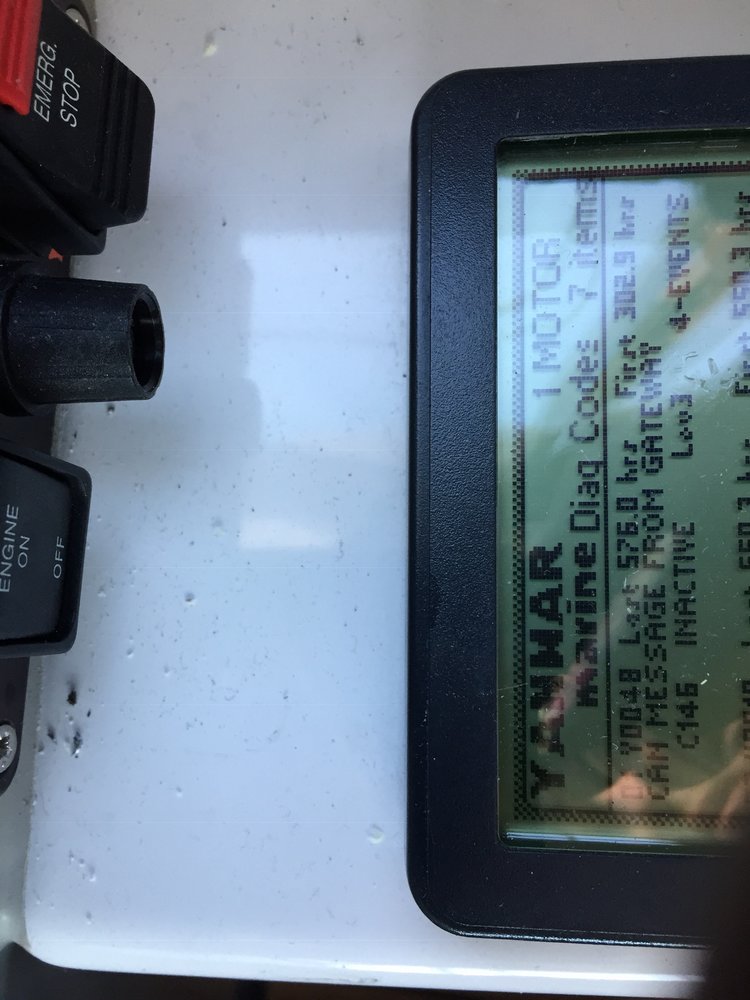 EMERG.
STOP
ENGINE
ON
OFF
YANMAR 1 MOTOR
marine Diag Codes 7 items
Last 576.0 hrs First 302.9 hrs
CAN MESSAGE FROM GATEWAY
C146 INACTIVE Lvl 4-EVENTS